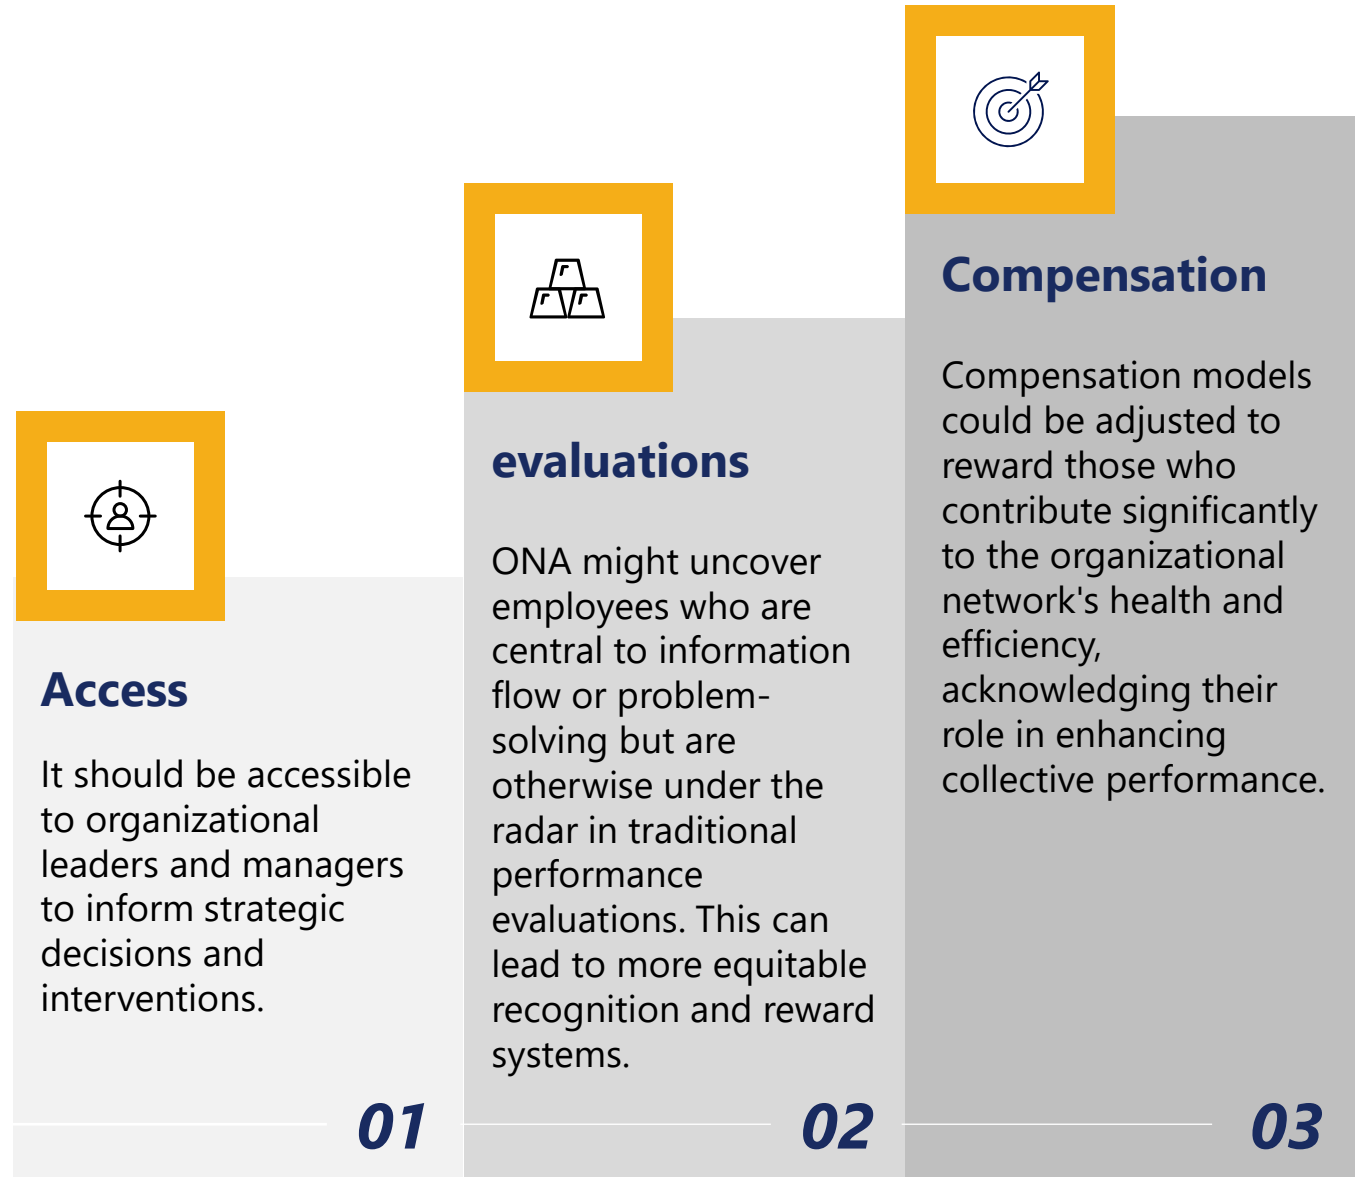 Access
It should be accessible
to organizational
leaders and managers
to inform strategic
decisions and
interventions.
01
evaluations
ONA might uncover
employees who are
central to information
flow or problem-
solving but are
otherwise under the
radar in traditional
performance
evaluations. This can
lead to more equitable
recognition and reward
systems.
02
Compensation
Compensation models
could be adjusted to
reward those who
contribute significantly
to the organizational
network's health and
efficiency,
acknowledging their
role in enhancing
collective performance.
03